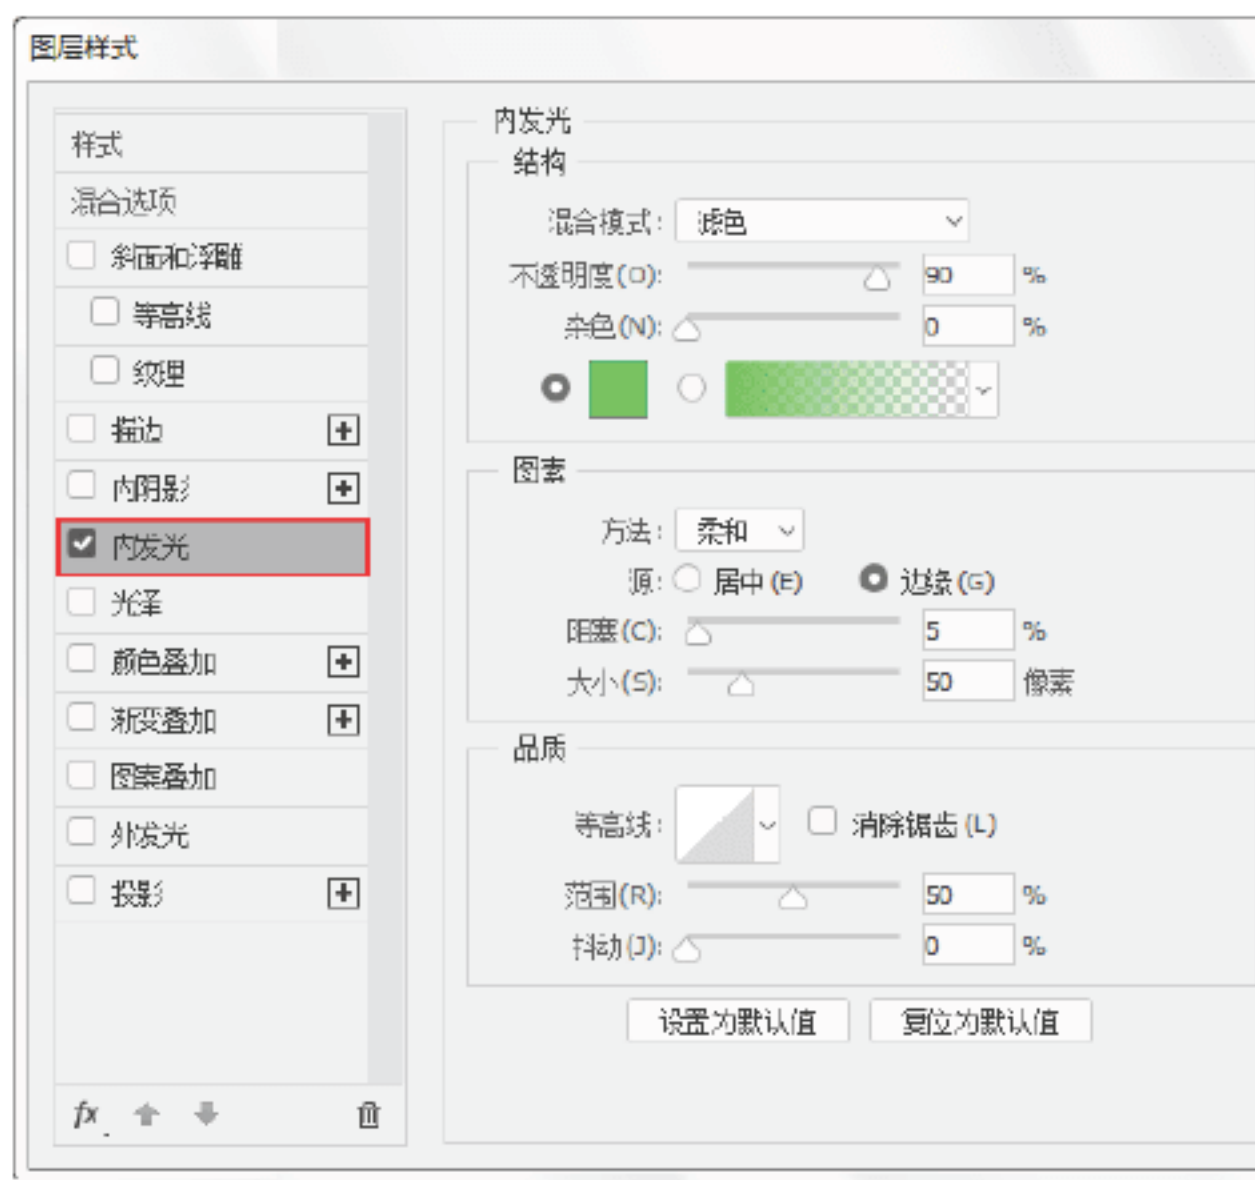 图层样式
样式
混合选项
斜面和浮雕
等高线
纹理
描边
内阴影
内发光
光泽
颜色叠加
渐变叠加
图案叠加
外发光
投影
fx
内发光
结构
混合模式: 滤色
不透明度(O): 90 %
杂色(N): 0 %
图素
方法: 柔和
源: 居中(E) 边缘(G)
阻塞(C): 5 %
大小(S): 50 像素
品质
等高线: 消除锯齿(L)
范围(R): 50 %
抖动(J): 0 %
设置为默认值 复位为默认值